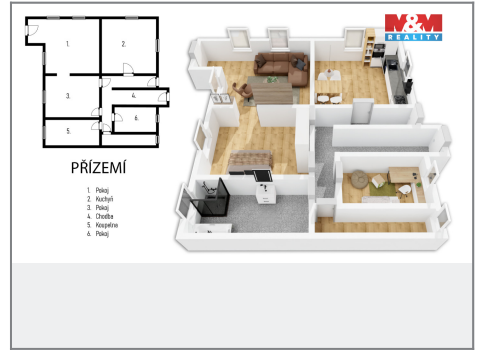 M&M
REALITY
1.
2.
3.
4.
5.
6.
PŘÍZEMÍ
1. Pokoj
2. Kuchyň
3. Pokoj
4. Chodba
5. Koupelna
6. Pokoj